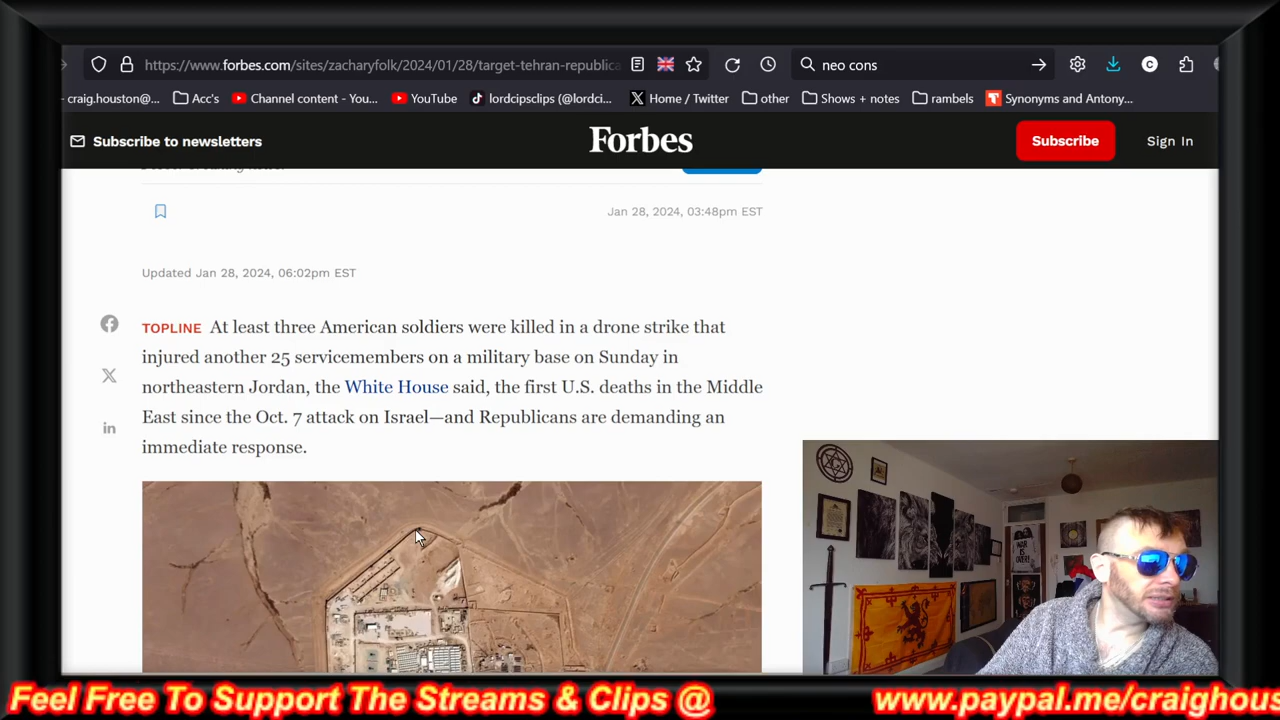 https://www.forbes.com/sites/zacharyfolk/2024/01/28/target-tehran-republica
neo cons
craig.houston@...
Acc's
Channel content - You...
YouTube
lordcipsclips (@lordci...
Home / Twitter
other
Shows + notes
rambels
Synonyms and Antony...
Subscribe to newsletters
Forbes
Subscribe
Sign In
Jan 28, 2024, 03:48pm EST
Updated Jan 28, 2024, 06:02pm EST
TOPLINE At least three American soldiers were killed in a drone strike that
injured another 25 servicemembers on a military base on Sunday in
northeastern Jordan, the White House said, the first U.S. deaths in the Middle
East since the Oct. 7 attack on Israel—and Republicans are demanding an
immediate response.
WAR IS OVER!
Feel Free To Support The Streams & Clips @
www.paypal.me/craighous